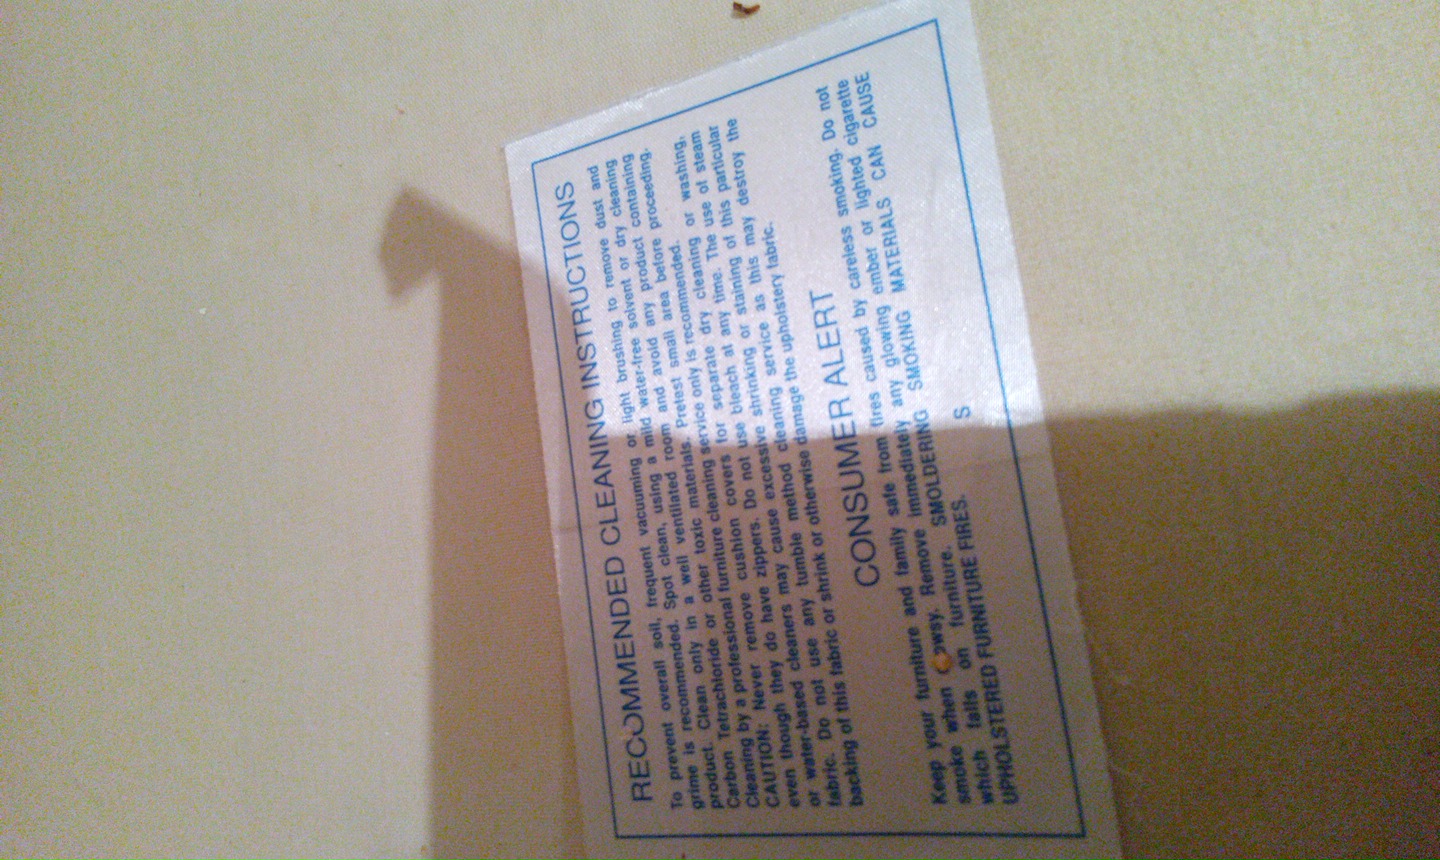 RECOMMENDED CLEANING INSTRUCTIONS
To prevent overall soil, frequent vacuuming or light brushing to remove dust and
grime is recommended. Spot clean, using a mild water-free solvent or dry cleaning
product. Clean only in a well ventilated room and avoid any product containing
Carbon Tetrachloride or other toxic materials. Pretest small area before proceeding.
Cleaning by a professional furniture cleaning service only is recommended.
CAUTION: Never remove cushion covers for separate dry cleaning or washing,
even though they do have zippers. Do not use bleach at any time. The use of steam
or water-based cleaners may cause excessive shrinking or staining of this particular
fabric. Do not use any tumble method cleaning service as this may destroy the
backing of this fabric or shrink or otherwise damage the upholstery fabric.
CONSUMER ALERT
Keep your furniture and family safe from fires caused by careless smoking. Do not
smoke when owsy. Remove immediately any glowing ember or lighted cigarette
which falls on furniture. SMOLDERING SMOKING MATERIALS CAN CAUSE
UPHOLSTERED FURNITURE FIRES.
S